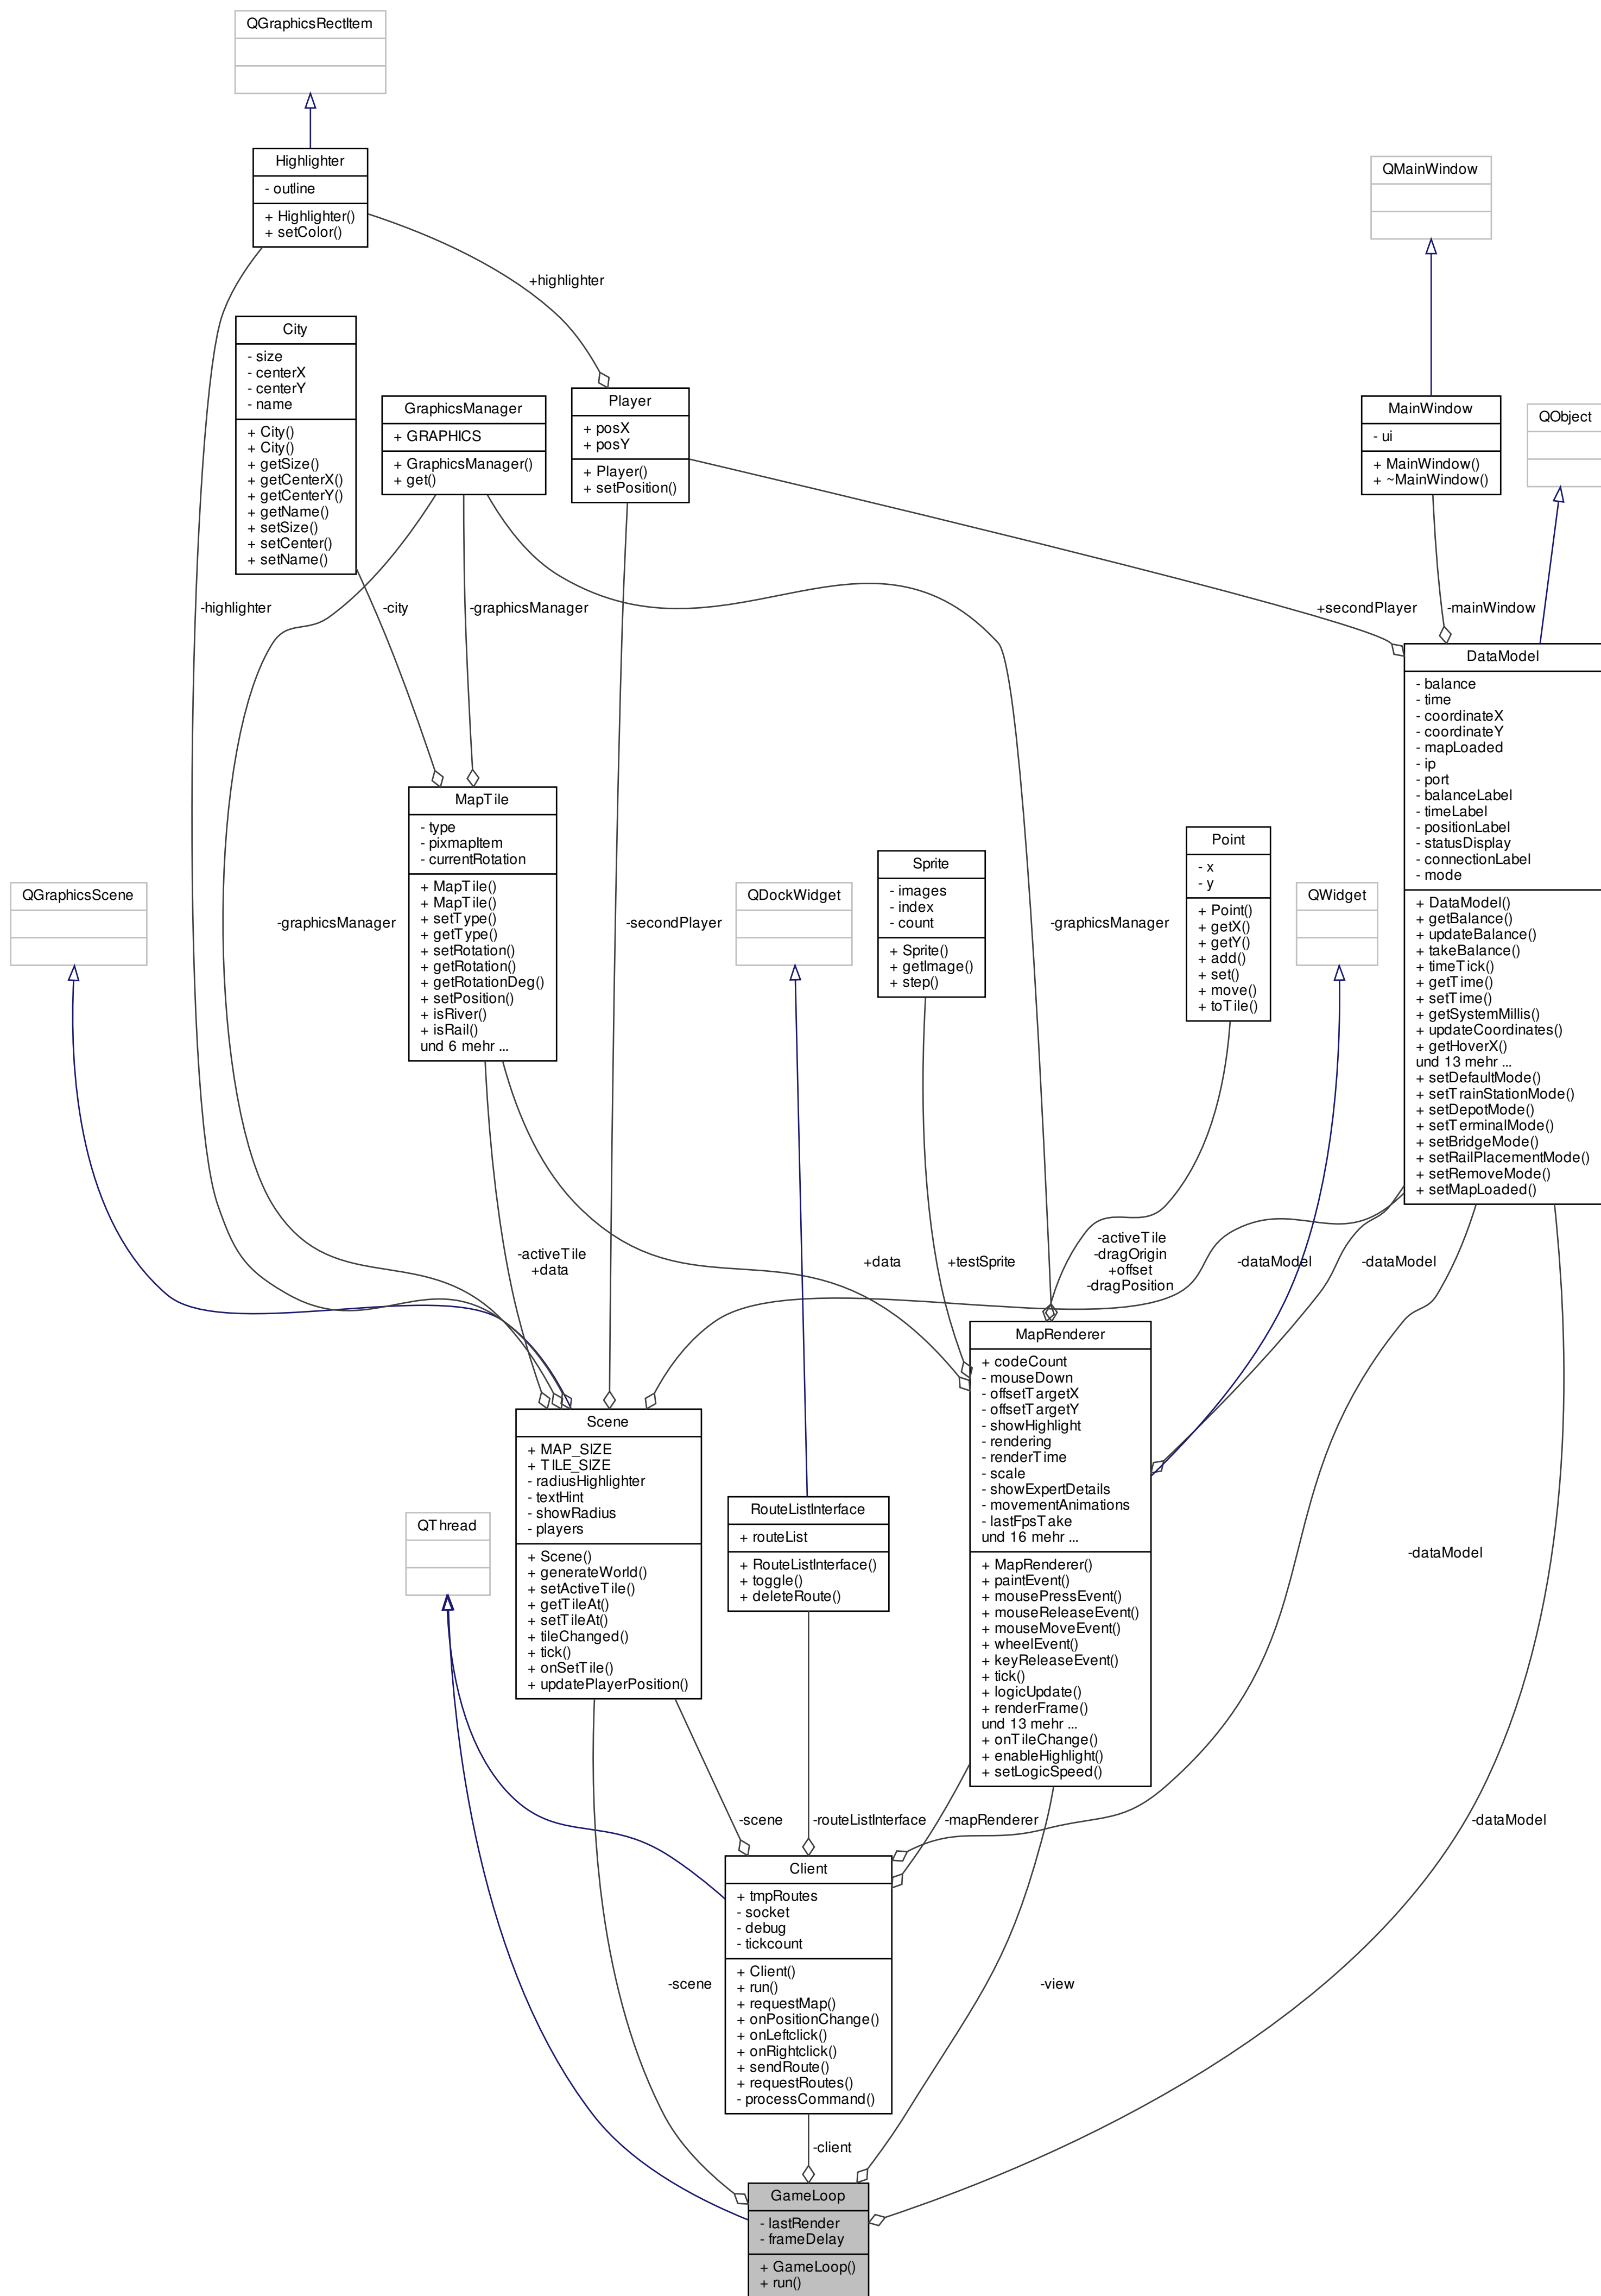 QGraphicsRectItem
Highlighter
- outline
+ Highlighter()
+ setColor()
QMainWindow
+highlighter
City
- size
- centerX
- centerY
- name
+ City()
+ City()
+ getSize()
+ getCenterX()
+ getCenterY()
+ getName()
+ setSize()
+ setCenter()
+ setName()
GraphicsManager
+ GRAPHICS
+ GraphicsManager()
+ get()
Player
+ posX
+ posY
+ Player()
+ setPosition()
MainWindow
- ui
+ MainWindow()
+ ~MainWindow()
QObject
-highlighter
-city
-graphicsManager
+secondPlayer
-mainWindow
DataModel
- balance
- time
- coordinateX
- coordinateY
- mapLoaded
- ip
- port
- balanceLabel
- timeLabel
- positionLabel
- statusDisplay
- connectionLabel
- mode
+ DataModel()
+ getBalance()
+ updateBalance()
+ takeBalance()
+ timeTick()
+ getTime()
+ setTime()
+ getSystemMillis()
+ updateCoordinates()
+ getHoverX()
und 13 mehr ...
+ setDefaultMode()
+ setTrainStationMode()
+ setDepotMode()
+ setTerminalMode()
+ setBridgeMode()
+ setRailPlacementMode()
+ setRemoveMode()
+ setMapLoaded()
MapTile
- type
- pixmapItem
- currentRotation
+ MapTile()
+ MapTile()
+ setType()
+ getType()
+ setRotation()
+ getRotation()
+ getRotationDeg()
+ setPosition()
+ isRiver()
+ isRail()
und 6 mehr ...
QGraphicsScene
-graphicsManager
-secondPlayer
QDockWidget
Sprite
- images
- index
- count
+ Sprite()
+ getImage()
+ step()
-graphicsManager
Point
- x
- y
+ Point()
+ getX()
+ getY()
+ add()
+ set()
+ move()
+ toTile()
QWidget
-activeTile
+data
+data
+testSprite
-activeTile
-dragOrigin
+offset
-dragPosition
-dataModel
-dataModel
MapRenderer
+ codeCount
- mouseDown
- offsetTargetX
- offsetTargetY
- showHighlight
- rendering
- renderTime
- scale
- showExpertDetails
- movementAnimations
- lastFpsTake
und 16 mehr ...
+ MapRenderer()
+ paintEvent()
+ mousePressEvent()
+ mouseReleaseEvent()
+ mouseMoveEvent()
+ wheelEvent()
+ keyReleaseEvent()
+ tick()
+ logicUpdate()
+ renderFrame()
und 13 mehr ...
+ onTileChange()
+ enableHighlight()
+ setLogicSpeed()
Scene
+ MAP_SIZE
+ TILE_SIZE
- radiusHighlighter
- textHint
- showRadius
- players
+ Scene()
+ generateWorld()
+ setActiveTile()
+ getTileAt()
+ setTileAt()
+ tileChanged()
+ tick()
+ onSetTile()
+ updatePlayerPosition()
QThread
RouteListInterface
+ routeList
+ RouteListInterface()
+ toggle()
+ deleteRoute()
-dataModel
-scene
-routeListInterface
-mapRenderer
-dataModel
Client
+ tmpRoutes
- socket
- debug
- tickcount
+ Client()
+ run()
+ requestMap()
+ onPositionChange()
+ onLeftclick()
+ onRightclick()
+ sendRoute()
+ requestRoutes()
- processCommand()
-scene
-view
-client
GameLoop
- lastRender
- frameDelay
+ GameLoop()
+ run()